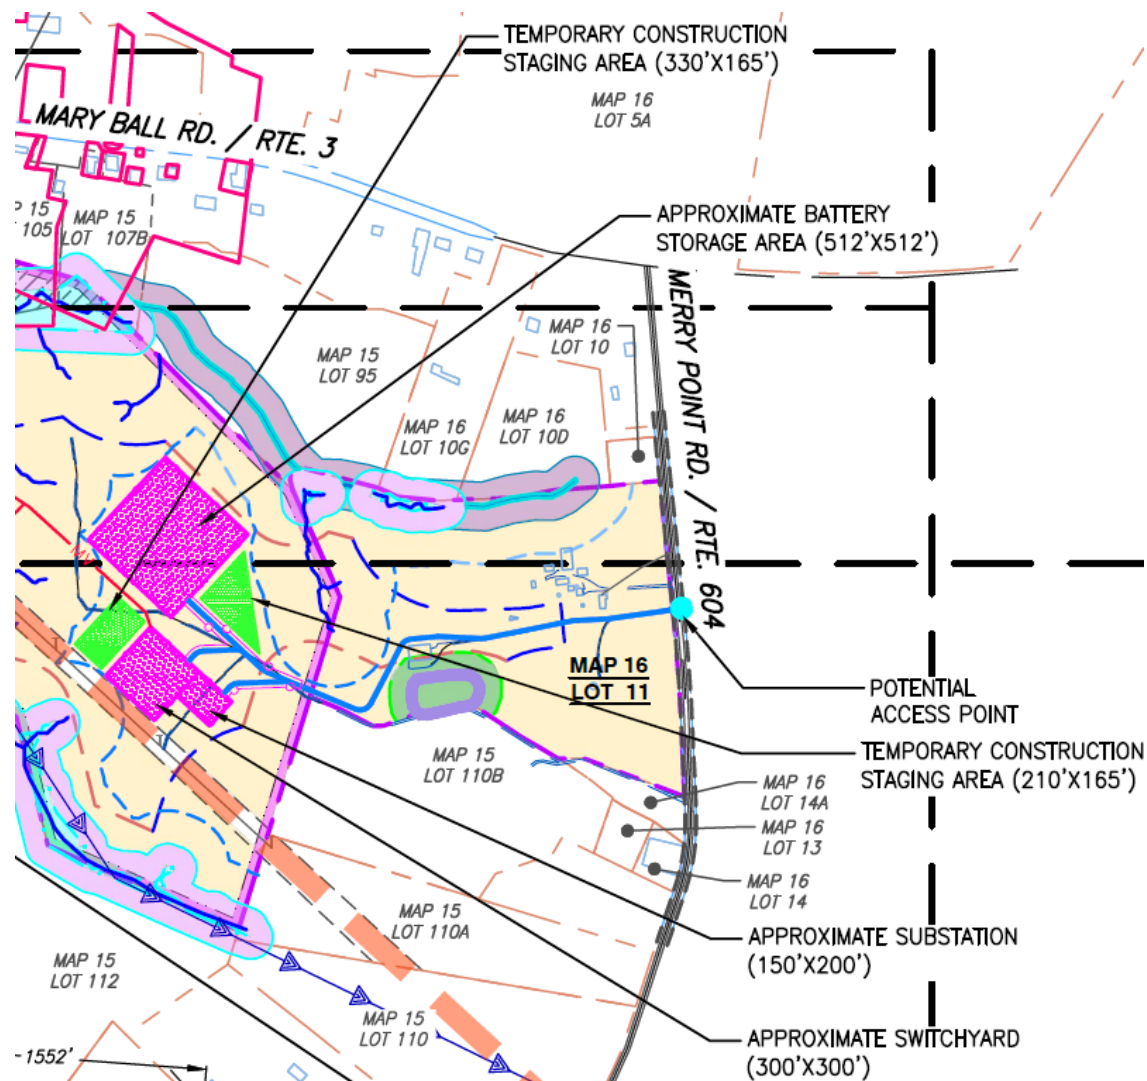 TEMPORARY CONSTRUCTION
STAGING AREA (330'X165')
MAP 16
LOT 5A
MARY BALL RD. / RTE. 3
MAP 15
LOT 107B
105
APPROXIMATE BATTERY
STORAGE AREA (512'X512')
MERRY POINT RD. / RTE. 604
MAP 16
LOT 10
MAP 15
LOT 95
MAP 16
LOT 10G
MAP 16
LOT 10D
MV
MAP 16
LOT 11
POTENTIAL
ACCESS POINT
TEMPORARY CONSTRUCTION
STAGING AREA (210'X165')
MAP 15
LOT 110B
MAP 16
LOT 14A
MAP 16
LOT 13
MAP 16
LOT 14
MAP 15
LOT 110A
APPROXIMATE SUBSTATION
(150'X200')
MAP 15
LOT 112
MAP 15
LOT 110
APPROXIMATE SWITCHYARD
(300'X300')
~1552'